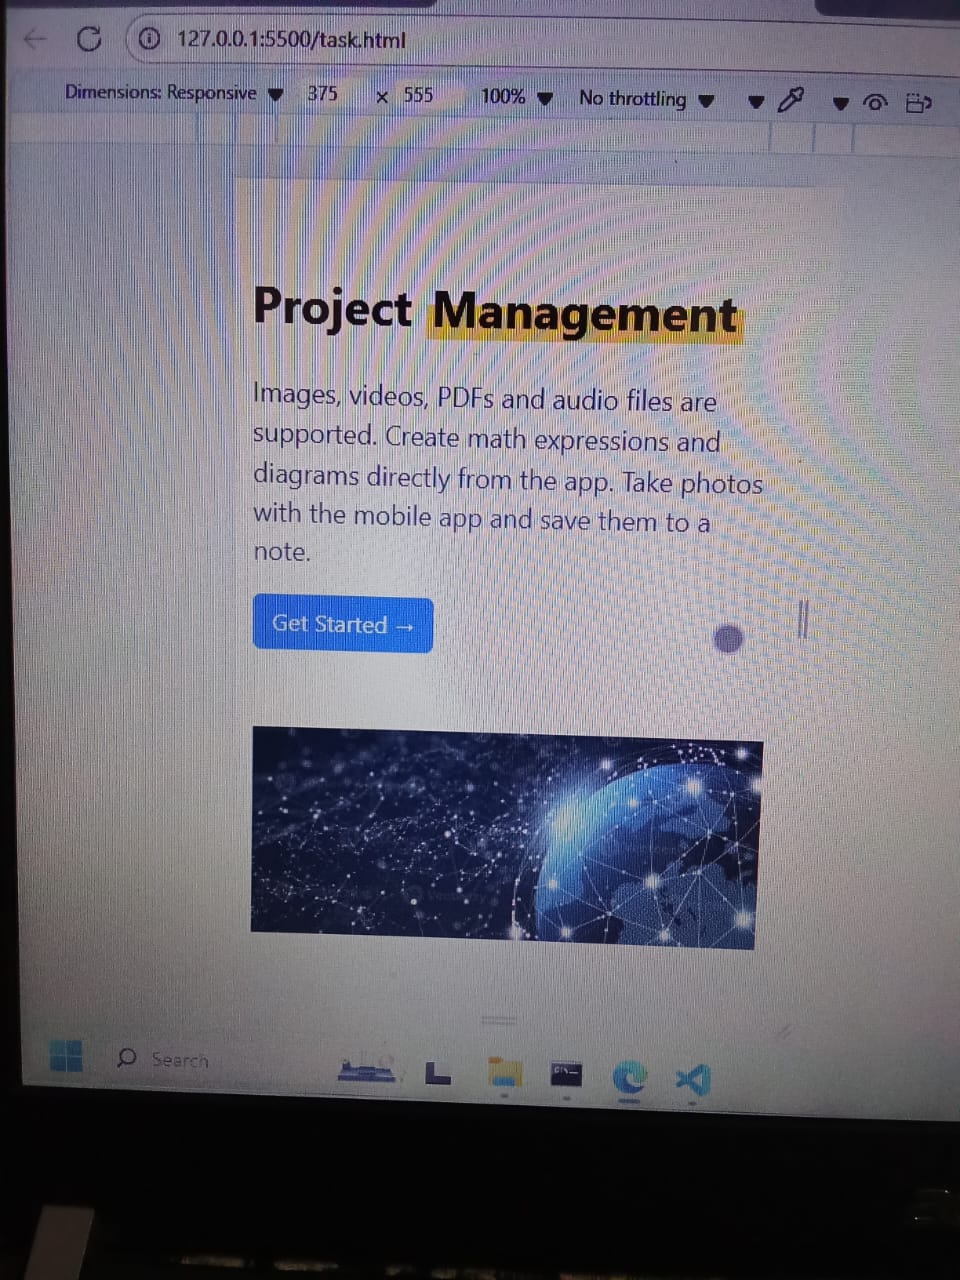 127.0.0.1:5500/task.html
Dimensions: Responsive 375 x 555 100% No throttling
Project Management
Images, videos, PDFs and audio files are
supported. Create math expressions and
diagrams directly from the app. Take photos
with the mobile app and save them to a
note.
Get Started →
Search